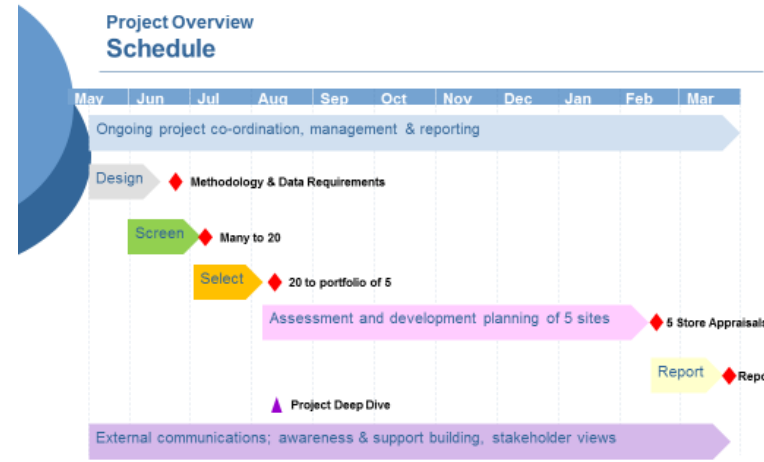 Project Overview
Schedule
May Jun Jul Aug Sep Oct Nov Dec Jan Feb Mar
Ongoing project co-ordination, management & reporting
Design
Methodology & Data Requirements
Screen
Many to 20
Select
20 to portfolio of 5
Assessment and development planning of 5 sites
5 Store Appraisals
Report
Project Deep Dive
External communications; awareness & support building, stakeholder views